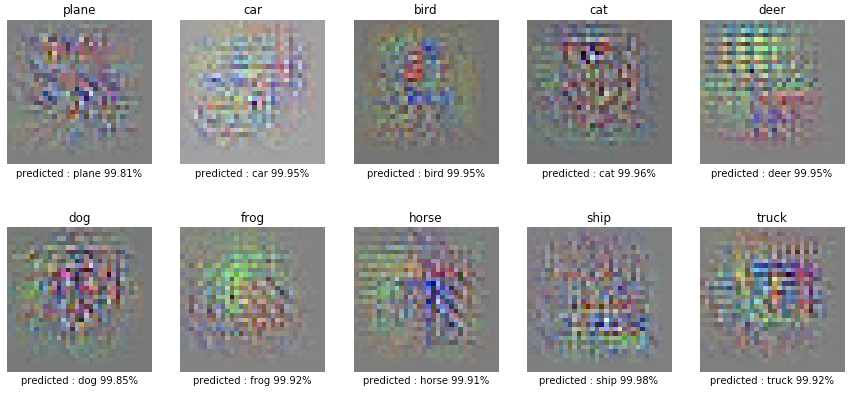 plane
car
bird
cat
deer
predicted : plane 99.81%
predicted : car 99.95%
predicted : bird 99.95%
predicted : cat 99.96%
predicted : deer 99.95%
dog
frog
horse
ship
truck
predicted : dog 99.85%
predicted : frog 99.92%
predicted : horse 99.91%
predicted : ship 99.98%
predicted : truck 99.92%